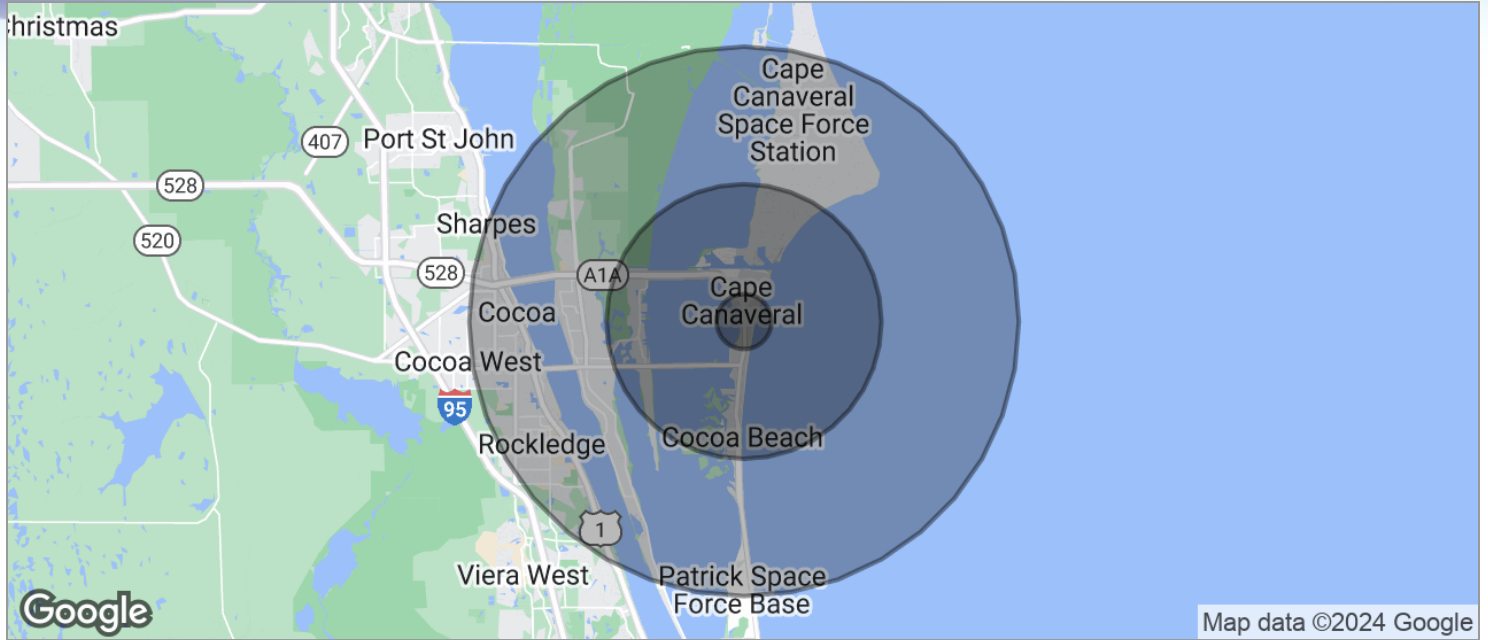 Christmas
Cape
Canaveral
Space Force
Station
407
Port St John
528
Sharpes
520
528
A1A
Cape
Canaveral
Cocoa
Cocoa West
95
Rockledge
Cocoa Beach
1
Viera West
Patrick Space
Force Base
Google
Map data ©2024 Google